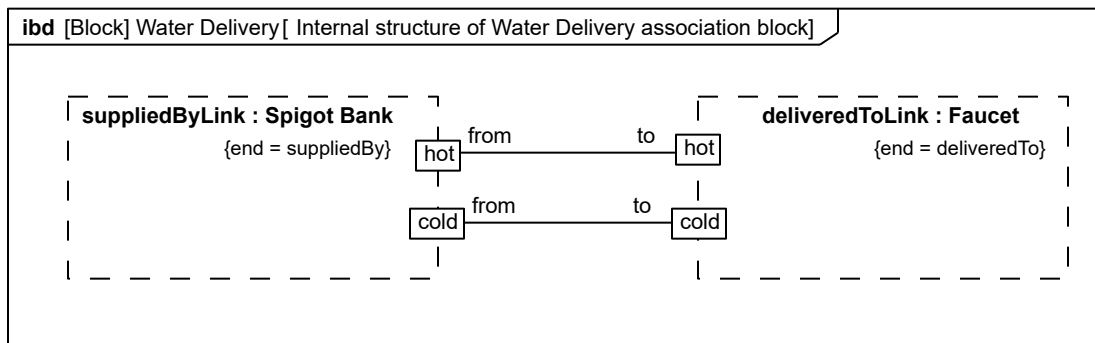 ibd [Block] Water Delivery[ Internal structure of Water Delivery association block]
suppliedByLink : Spigot Bank
{end = suppliedBy}
deliveredToLink : Faucet
{end = deliveredTo}
hot
from
to
hot
cold
from
to
cold